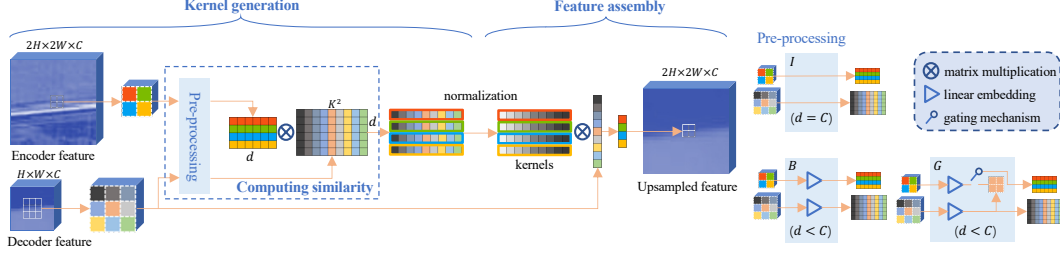 Kernel generation
Feature assembly
2H×2W×C
Encoder feature
H×W×C
Decoder feature
Pre-processing
d
K²
d
Computing similarity
normalization
kernels
2H×2W×C
Upsampled feature
Pre-processing
I
(d = C)
B
(d < C)
G
(d < C)
matrix multiplication
linear embedding
gating mechanism